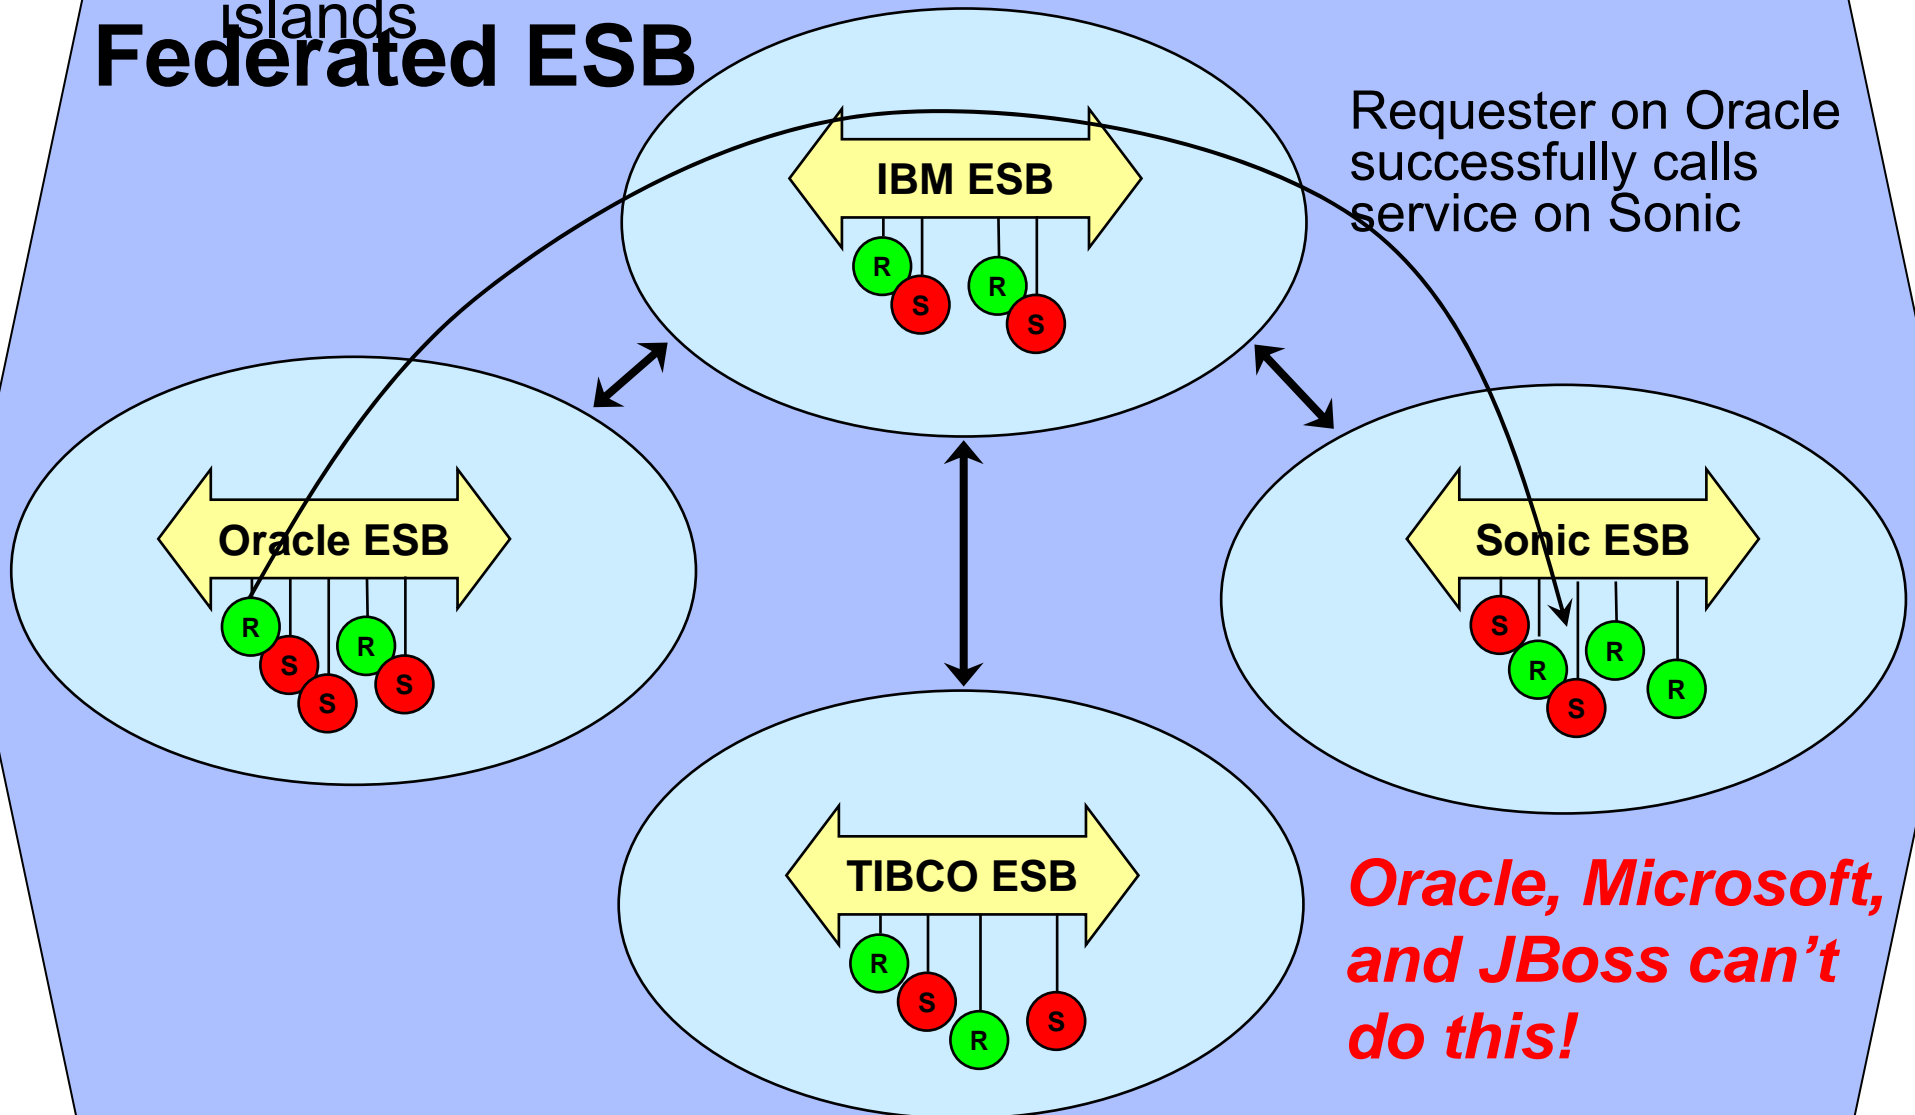 islands
Federated ESB
Requester on Oracle
successfully calls
service on Sonic
IBM ESB
R
S
R
S
Oracle ESB
R
S
S
R
S
Sonic ESB
S
R
S
R
R
TIBCO ESB
R
S
R
S
Oracle, Microsoft,
and JBoss can’t
do this!